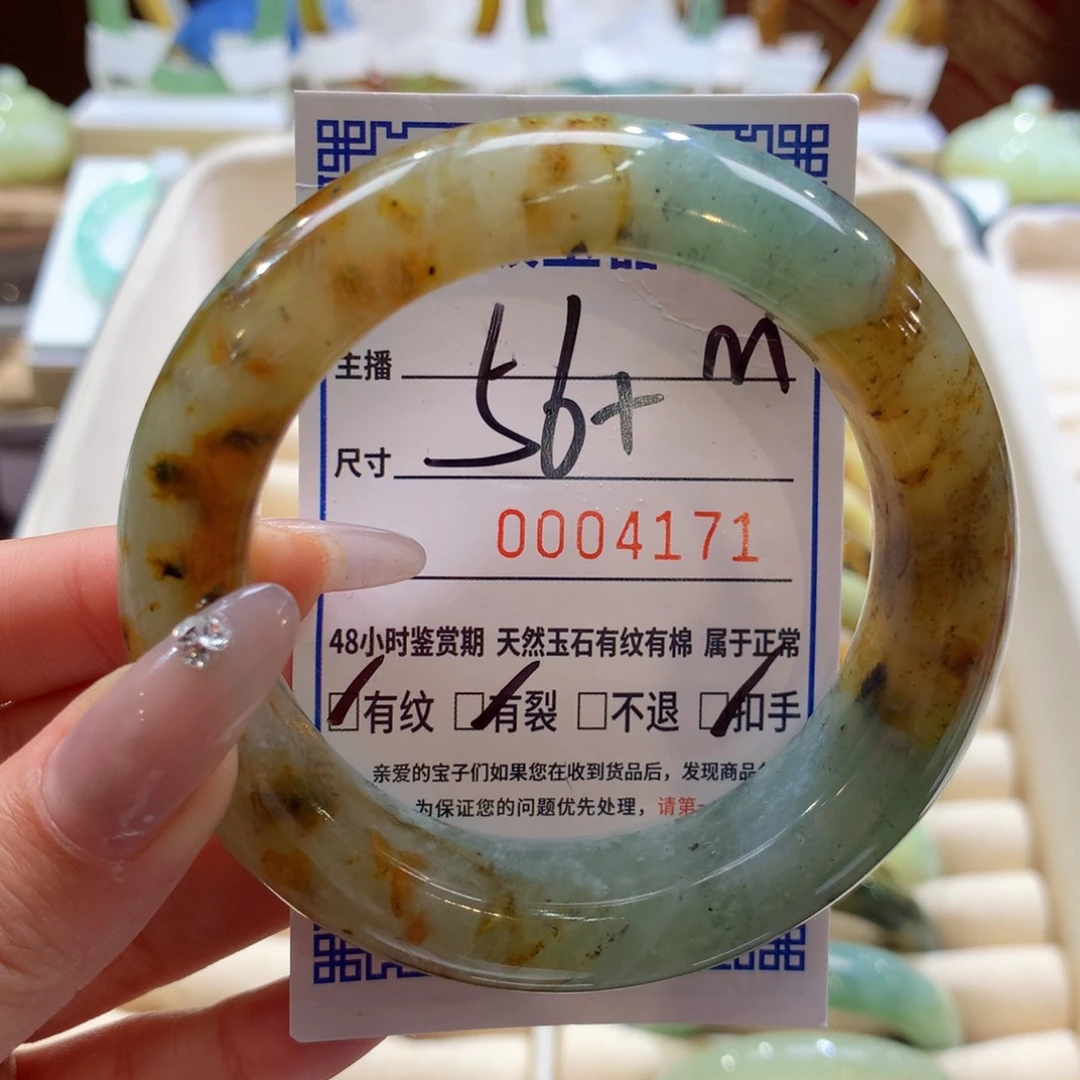 主播
56+ M
尺寸
0004171
48小时鉴赏期 天然玉石有纹有棉 属于正常
☐有纹 ☐有裂 ☐不退 ☐扣手
亲爱的宝子们如果您在收到货品后，发现商品
为保证您的问题优先处理，请第一